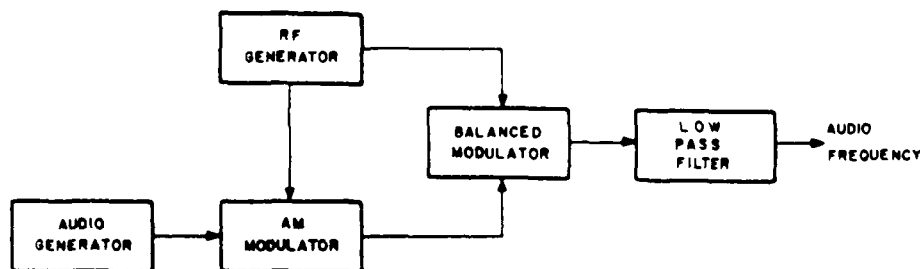 RF
GENERATOR
BALANCED
MODULATOR
LOW
PASS
FILTER
AUDIO
FREQUENCY
AUDIO
GENERATOR
AM
MODULATOR